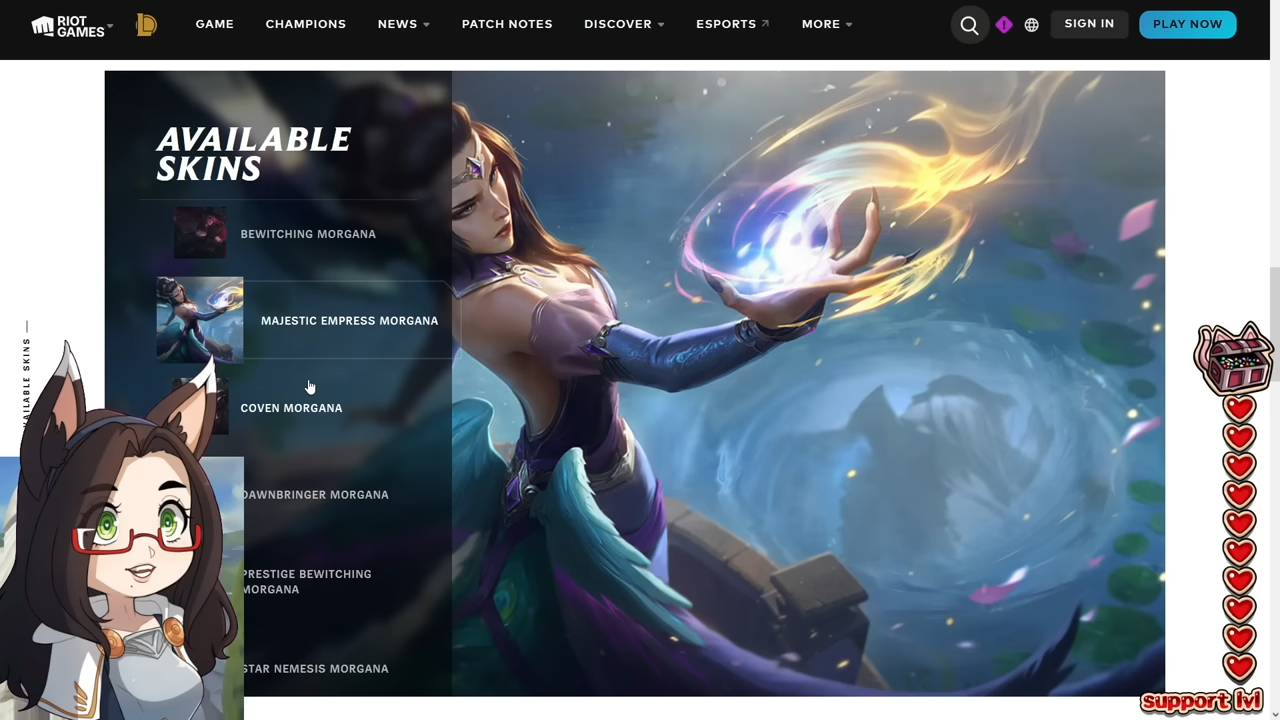 RIOT GAMES
GAME
CHAMPIONS
NEWS
PATCH NOTES
DISCOVER
ESPORTS
MORE
SIGN IN
PLAY NOW
AVAILABLE
SKINS
BEWITCHING MORGANA
MAJESTIC EMPRESS MORGANA
COVEN MORGANA
DAWNBRINGER MORGANA
PRESTIGE BEWITCHING
MORGANA
STAR NEMESIS MORGANA
SKINS
support lvl